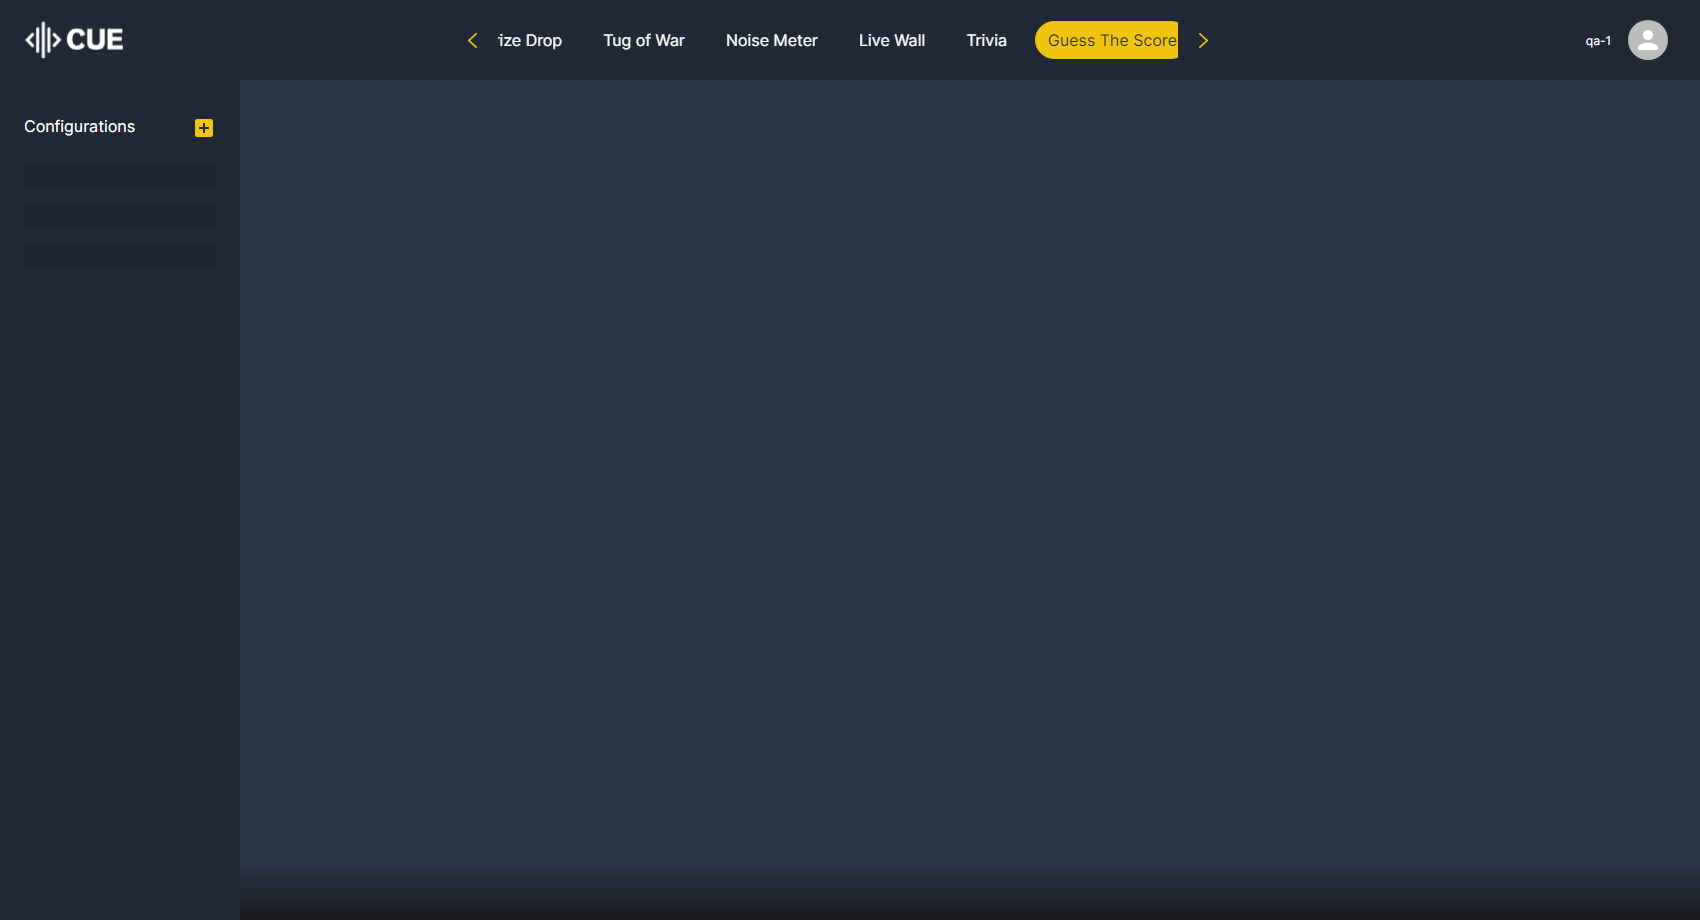 CUE
ize Drop Tug of War Noise Meter Live Wall Trivia Guess The Score
qa-1
Configurations